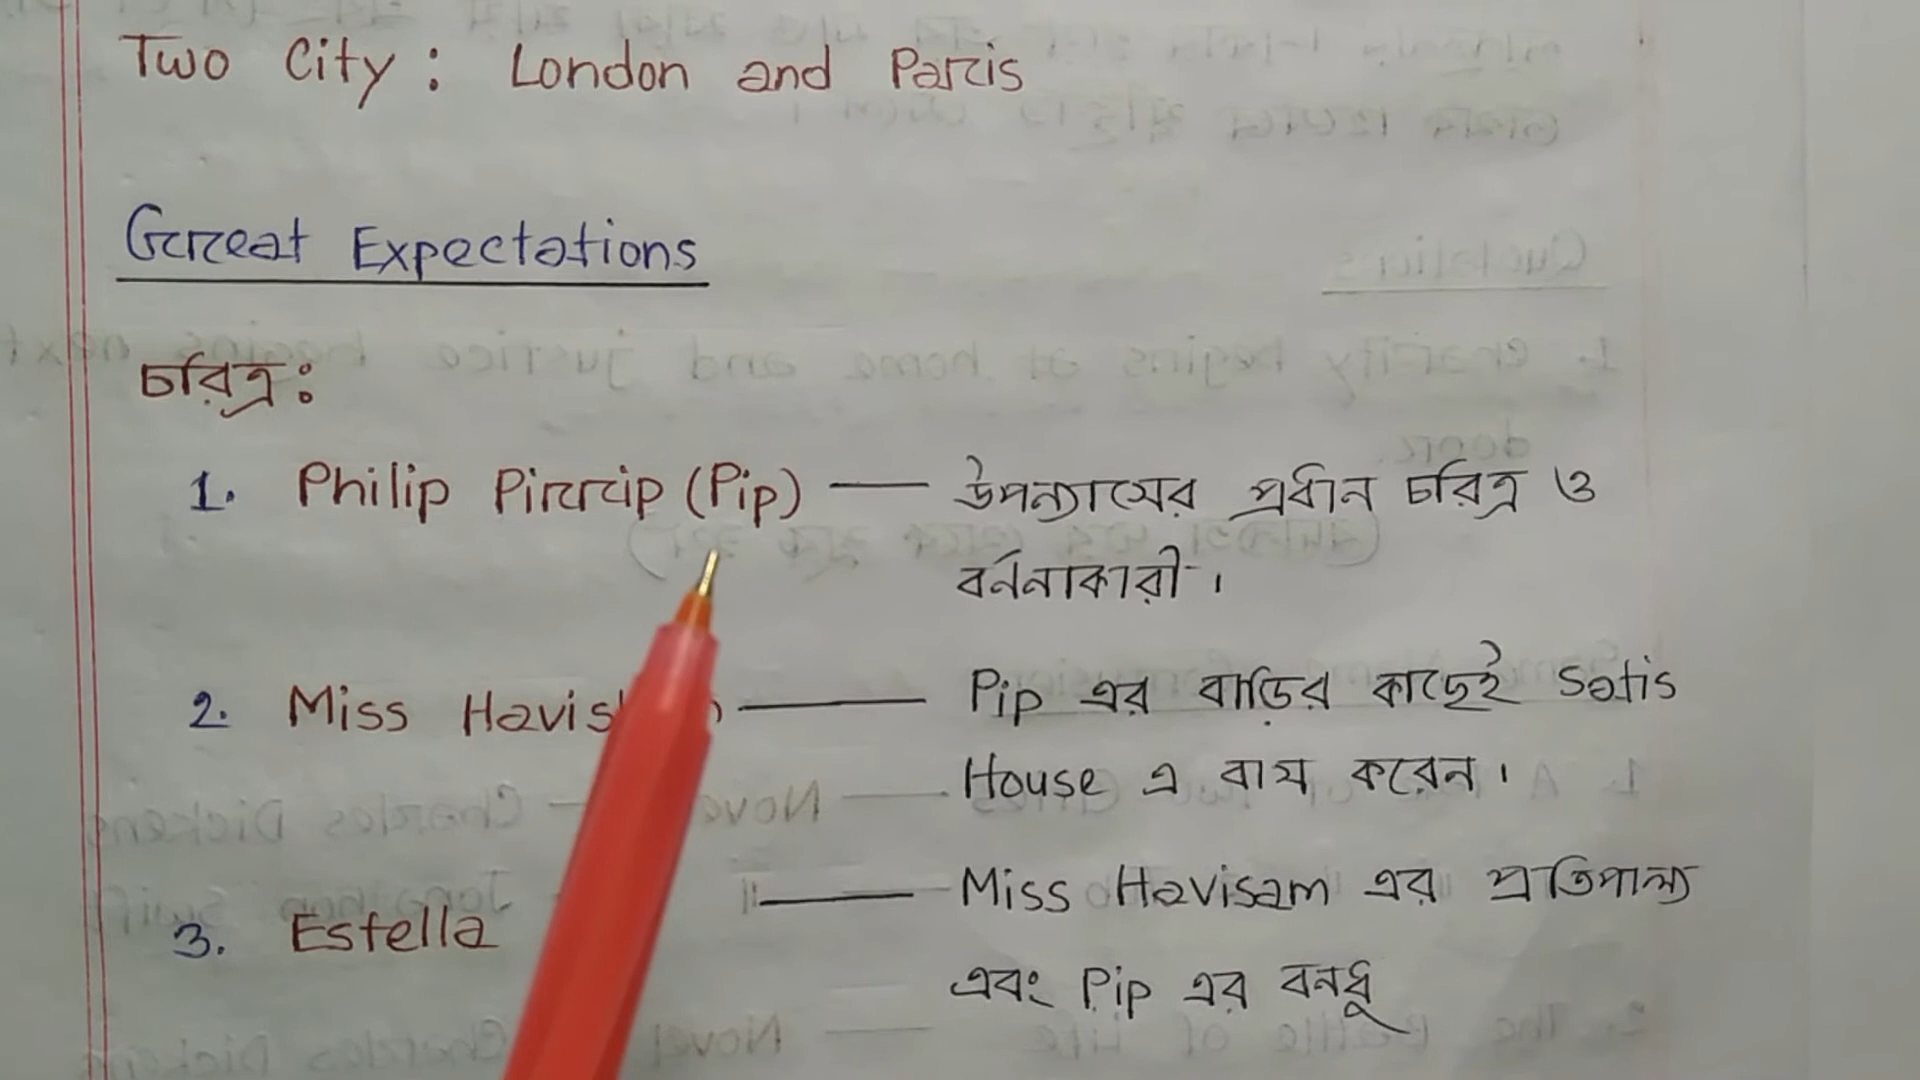 Two City : London and Paris
Great Expectations
চরিত্র ঃ
1. Philip Pirrip (Pip) — উপন্যাসের প্রধান চরিত্র ও
বর্ননাকারী ।
2. Miss — Pip এর বাড়ির কাছেই Satis
House এ বাস করেন ।
3. Estella — Miss Havisam এর প্রতিপাল্য
এবং Pip এর বন্ধু